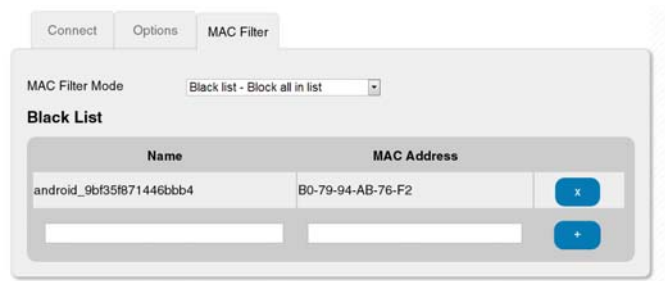 Connect Options MAC Filter
MAC Filter Mode Black list - Block all in list
Black List
Name MAC Address
android_9bf35f871446bbb4 B0-79-94-AB-76-F2 x
+